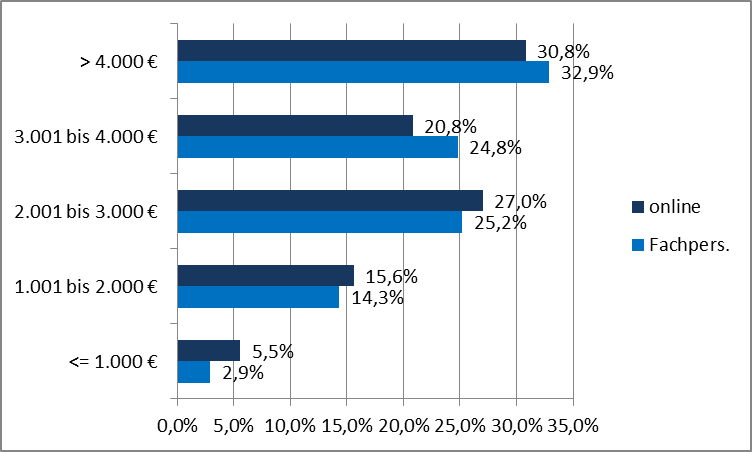 > 4.000 €
30,8%
32,9%
3.001 bis 4.000 €
20,8%
24,8%
2.001 bis 3.000 €
27,0%
25,2%
1.001 bis 2.000 €
15,6%
14,3%
<= 1.000 €
5,5%
2,9%
0,0% 5,0% 10,0% 15,0% 20,0% 25,0% 30,0% 35,0%
online
Fachpers.